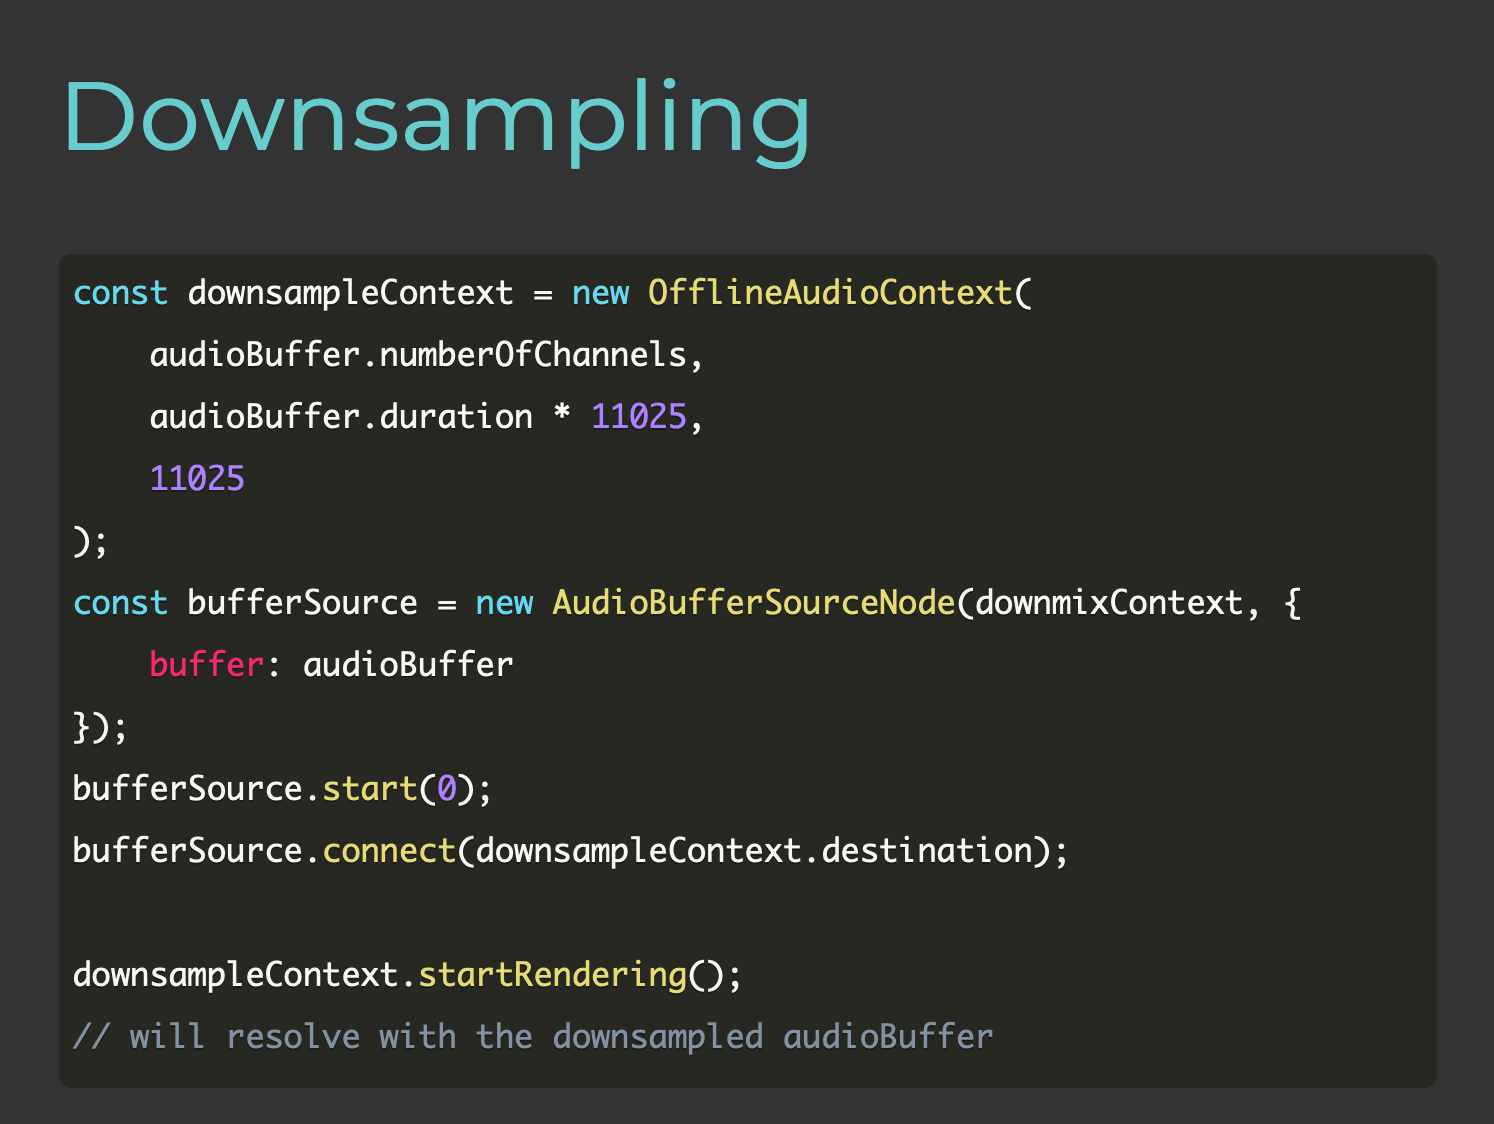 Downsampling
const downsampleContext = new OfflineAudioContext(
    audioBuffer.numberOfChannels,
    audioBuffer.duration * 11025,
    11025
);
const bufferSource = new AudioBufferSourceNode(downmixContext, {
    buffer: audioBuffer
});
bufferSource.start(0);
bufferSource.connect(downsampleContext.destination);
downsampleContext.startRendering();
// will resolve with the downsampled audioBuffer